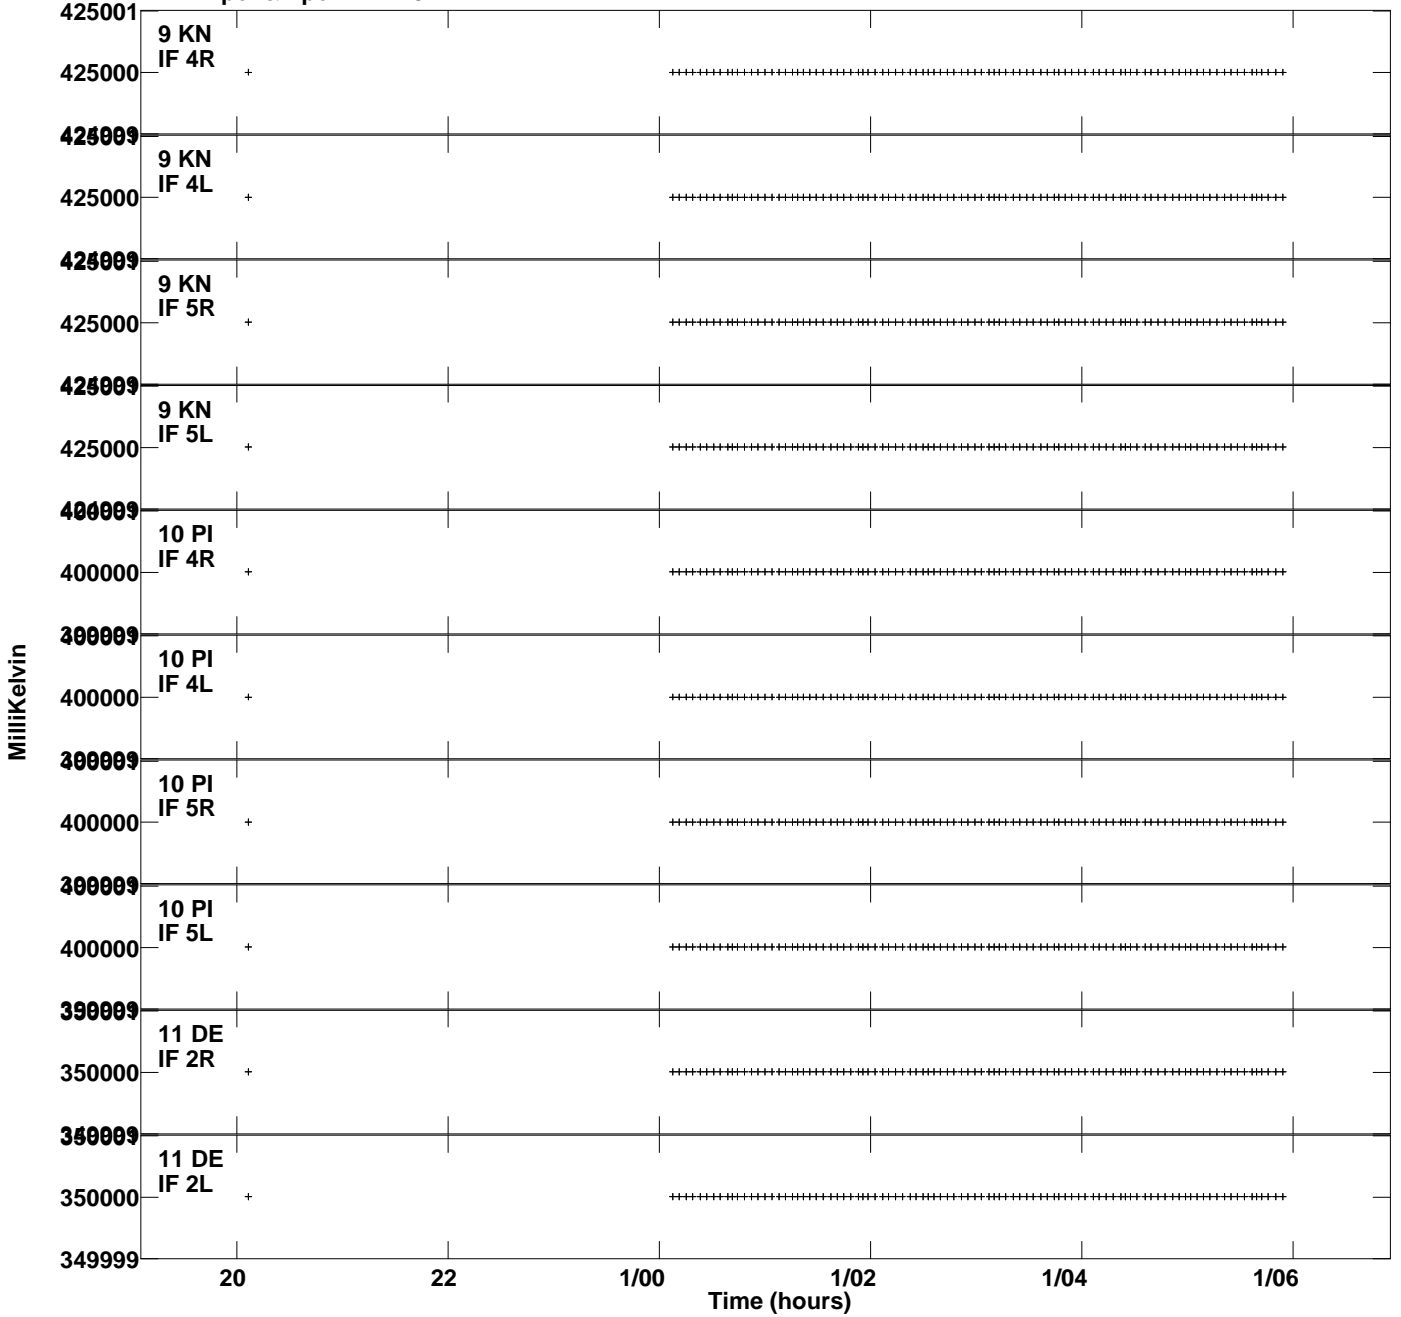 425001
9 KN
IF 4R
425000
9 KN
IF 4L
425000
9 KN
IF 5R
425000
9 KN
IF 5L
425000
10 PI
IF 4R
400000
10 PI
IF 4L
400000
MilliKelvin
10 PI
IF 5R
400000
10 PI
IF 5L
400000
11 DE
IF 2R
350000
11 DE
IF 2L
350000
349999
20 22 1/00 1/02 1/04 1/06
Time (hours)